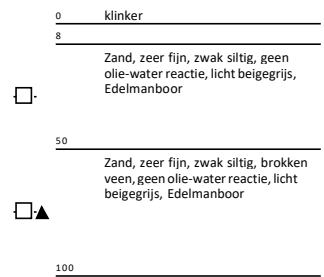 0 klinker
8
Zand, zeer fijn, zwak siltig, geen
olie-water reactie, licht beigegrijs,
Edelmanboor
50
Zand, zeer fijn, zwak siltig, brokken
veen, geen olie-water reactie, licht
beigegrijs, Edelmanboor
100